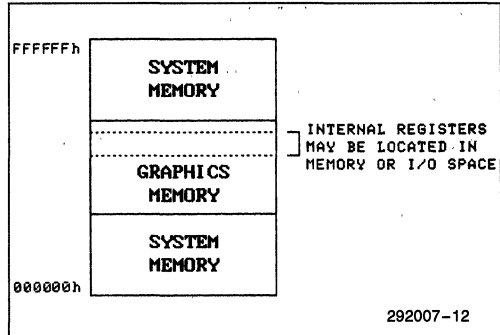 FFFFFFh
SYSTEM
MEMORY
INTERNAL REGISTERS
MAY BE LOCATED IN
MEMORY OR I/O SPACE
GRAPHICS
MEMORY
SYSTEM
MEMORY
000000h
292007-12